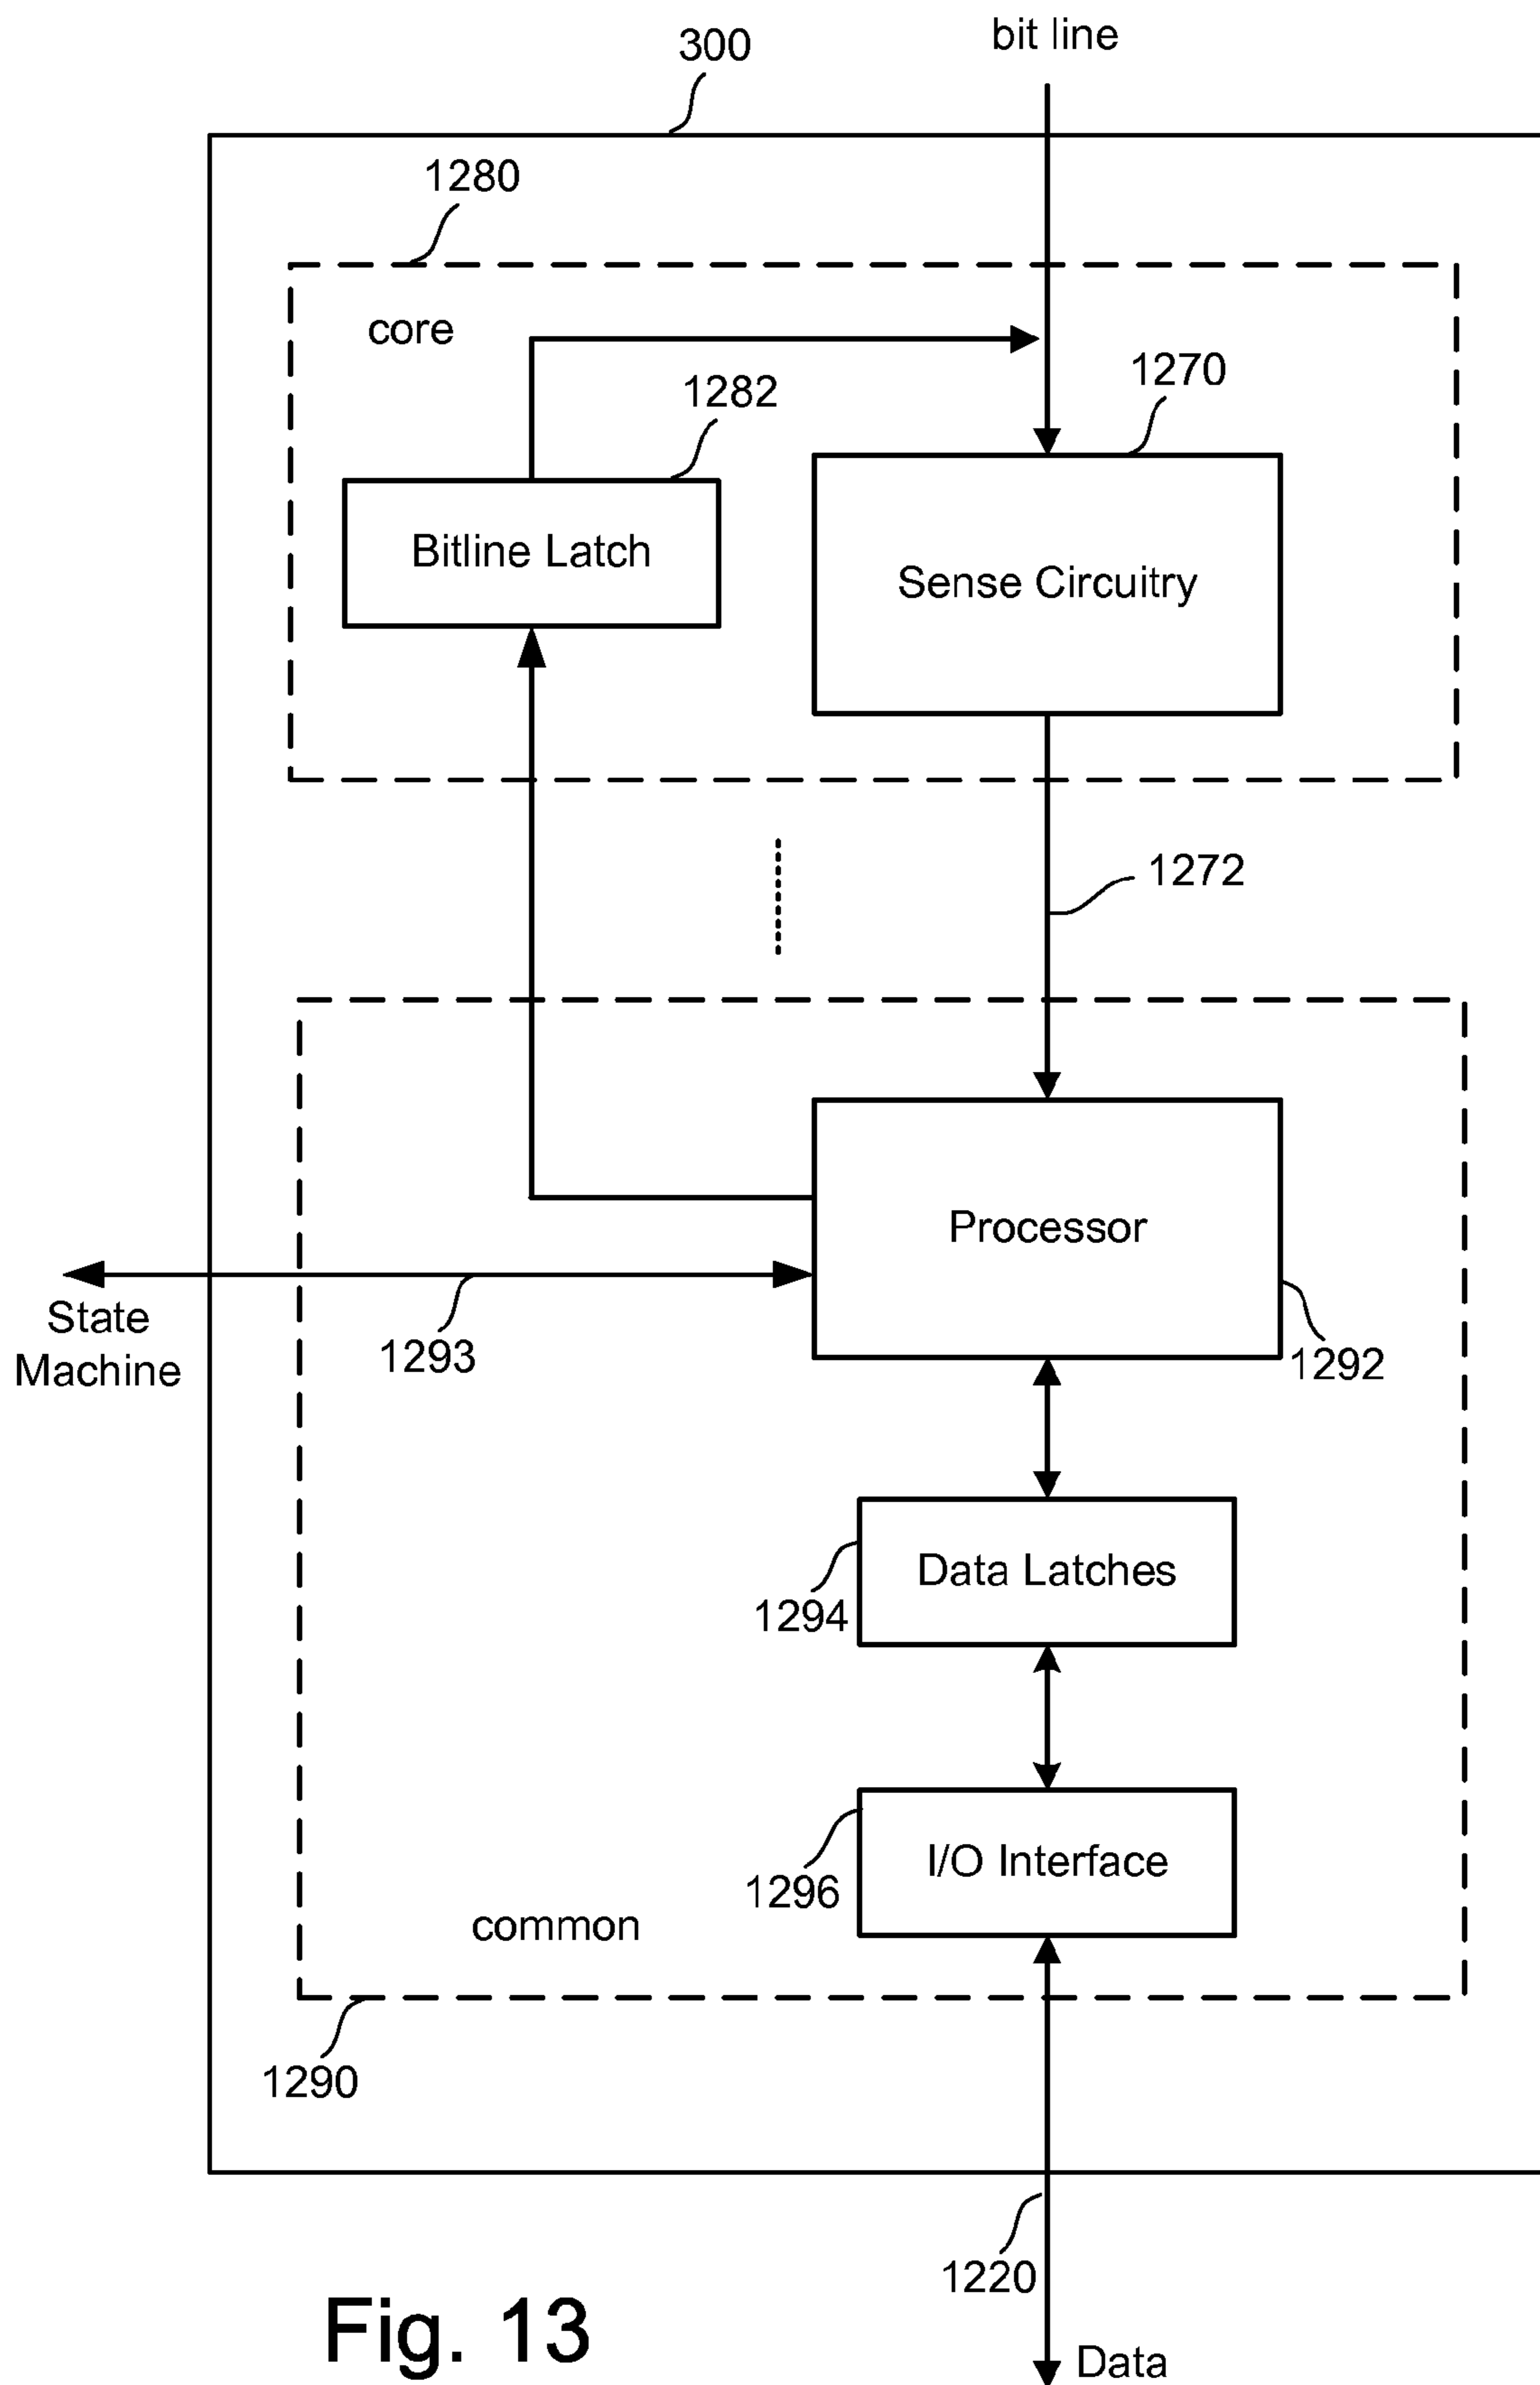 300
bit line
1280
core
1270
1282
Bitline Latch
Sense Circuitry
1272
Processor
State
Machine
1293
1292
Data Latches
1294
I/O Interface
1296
common
1290
1220
Fig. 13
Data